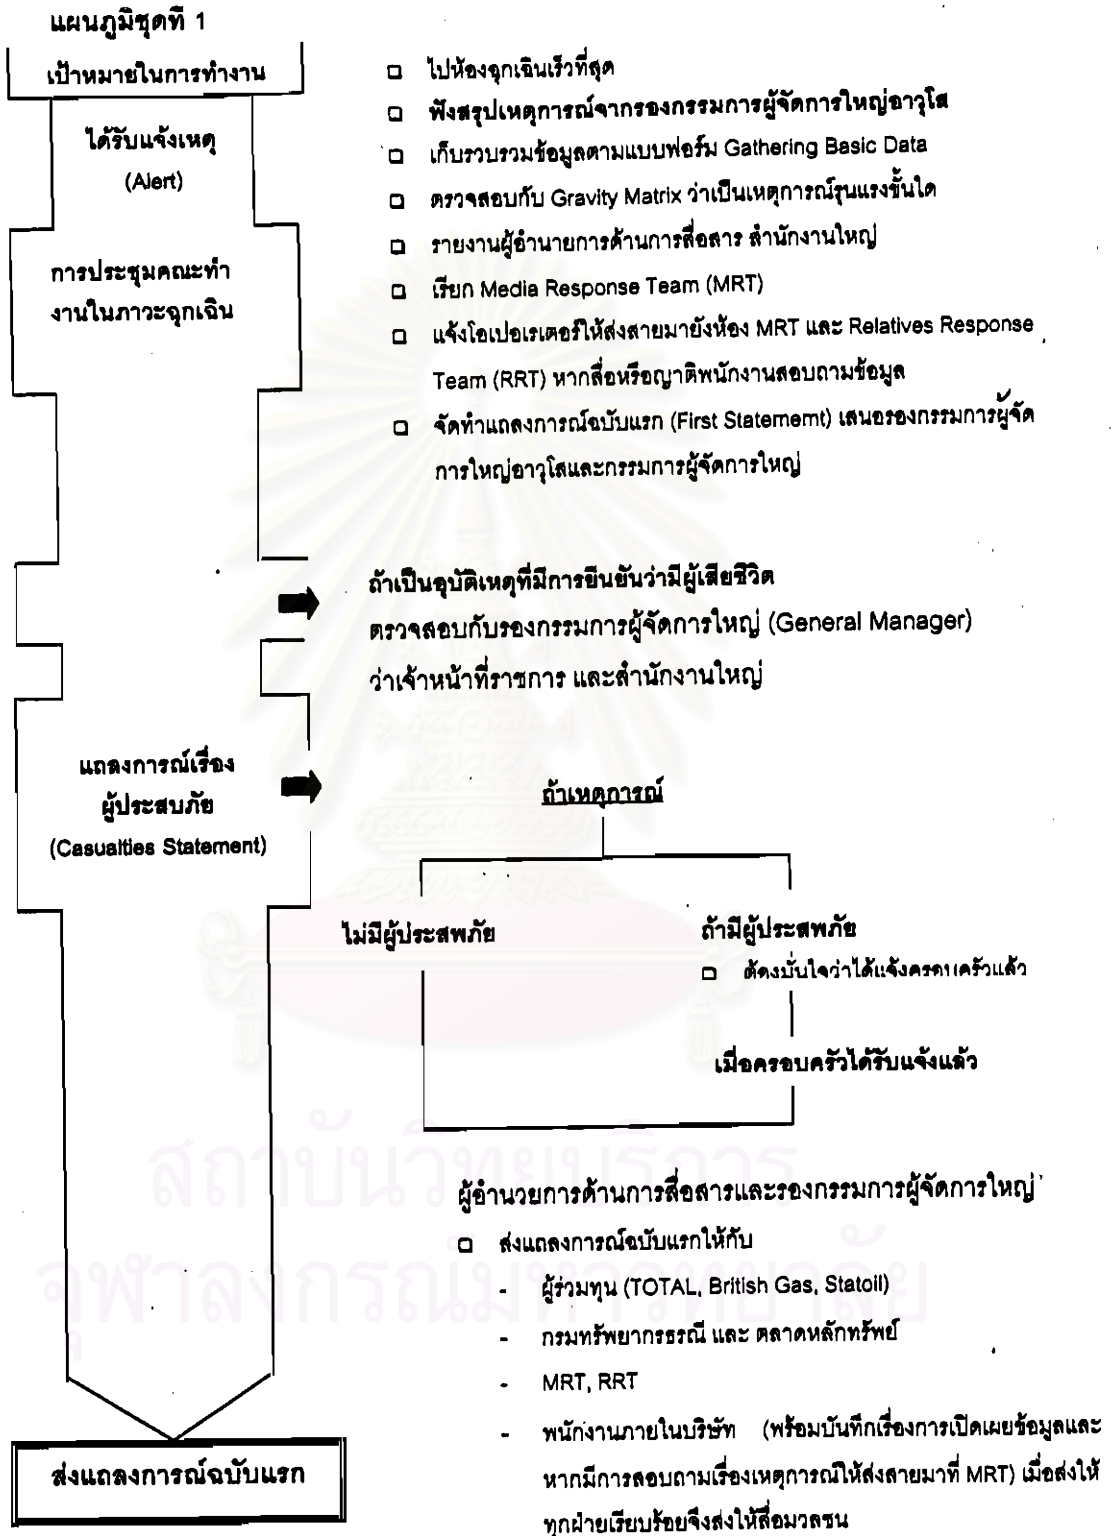 แผนภูมิชุดที่ 1
เป้าหมายในการทำงาน
ได้รับแจ้งเหตุ
(Alert)
การประชุมคณะทำ
งานในภาวะฉุกเฉิน
❑ ไปห้องฉุกเฉินเร็วที่สุด
❑ ฟังสรุปเหตุการณ์จากรองกรรมการผู้จัดการใหญ่อาวุโส
❑ เก็บรวบรวมข้อมูลตามแบบฟอร์ม Gathering Basic Data
❑ ตรวจสอบกับ Gravity Matrix ว่าเป็นเหตุการณ์รุนแรงขั้นใด
❑ รายงานผู้อำนายการด้านการสื่อสาร สำนักงานใหญ่
❑ เรียก Media Response Team (MRT)
❑ แจ้งโอเปอเรเตอร์ให้ส่งสายมายังห้อง MRT และ Relatives Response
Team (RRT) หากสื่อหรือญาติพนักงานสอบถามข้อมูล
❑ จัดทำแถลงการณ์ฉบับแรก (First Statememt) เสนอรองกรรมการผู้จัด
การใหญ่อาวุโสและกรรมการผู้จัดการใหญ่
ถ้าเป็นอุบัติเหตุที่มีการยืนยันว่ามีผู้เสียชีวิต
ตรวจสอบกับรองกรรมการผู้จัดการใหญ่ (General Manager)
ว่าเจ้าหน้าที่ราชการ และสำนักงานใหญ่
แถลงการณ์เรื่อง
ผู้ประสบภัย
(Casualties Statement)
ถ้าเหตุการณ์
ไม่มีผู้ประสพภัย
ถ้ามีผู้ประสพภัย
❑ ต้องมั่นใจว่าได้แจ้งครอบครัวแล้ว
เมื่อครอบครัวได้รับแจ้งแล้ว
ผู้อำนวยการด้านการสื่อสารและรองกรรมการผู้จัดการใหญ่
❑ ส่งแถลงการณ์ฉบับแรกให้กับ
- ผู้ร่วมทุน (TOTAL, British Gas, Statoil)
- กรมทรัพยากรธรณี และ ตลาดหลักทรัพย์
- MRT, RRT
- พนักงานภายในบริษัท (พร้อมบันทึกเรื่องการเปิดเผยข้อมูลและ
หากมีการสอบถามเรื่องเหตุการณ์ให้ส่งสายมาที่ MRT) เมื่อส่งให้
ทุกฝ่ายเรียบร้อยจึงส่งให้สื่อมวลชน
ส่งแถลงการณ์ฉบับแรก
สถาบันวิทยบริการ
จุฬาลงกรณ์มหาวิทยาลัย